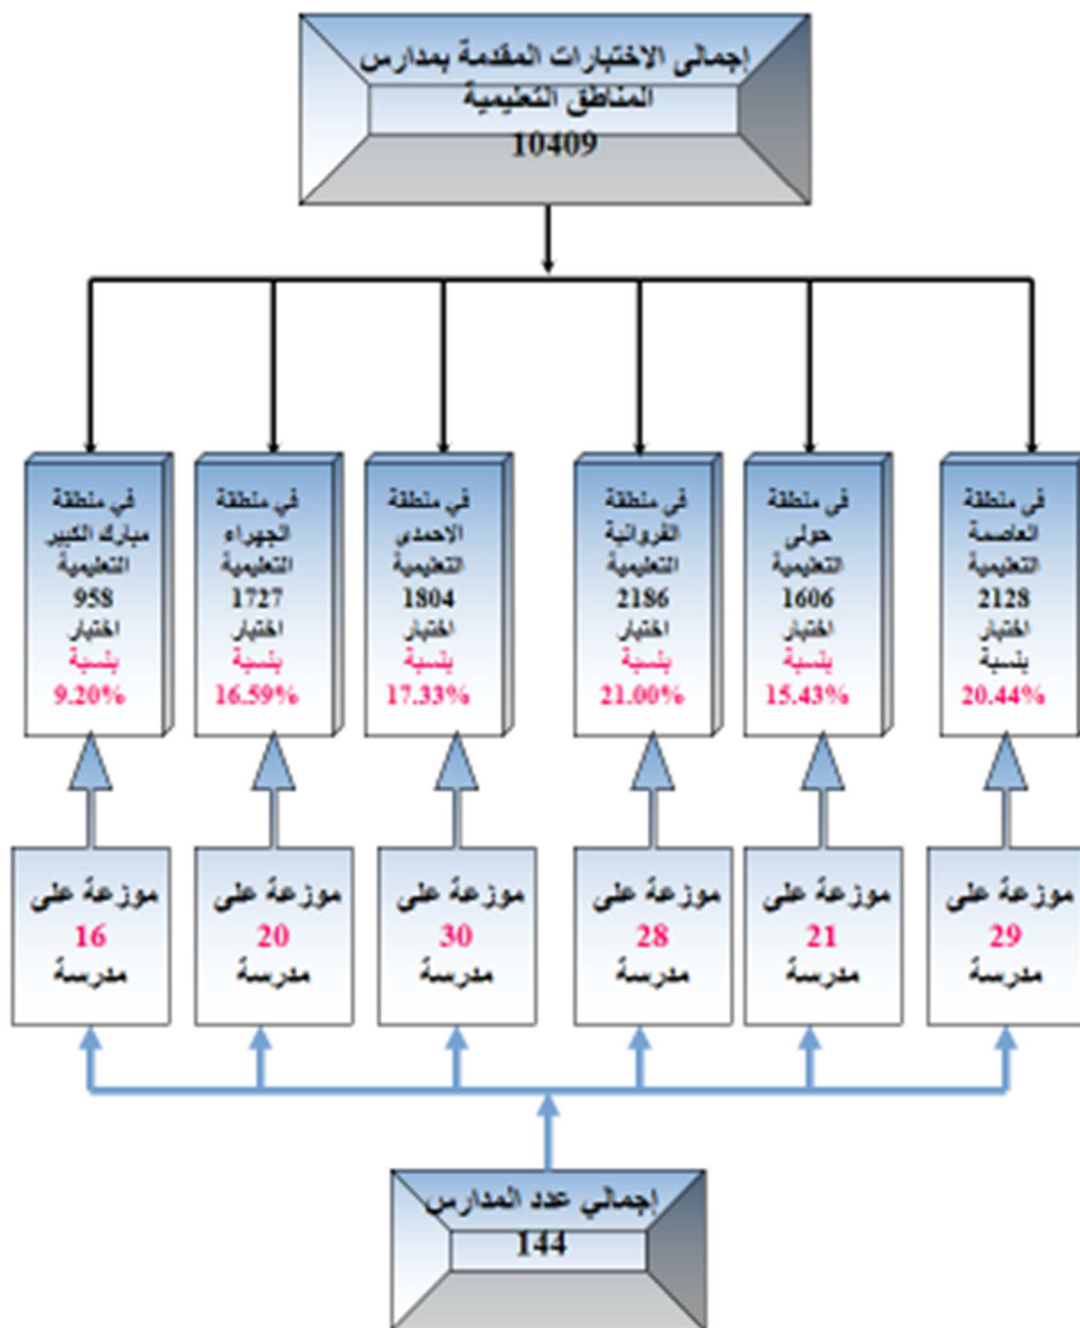 إجمالى الاختبارات المقدمة بمدارس
المناطق التعليمية
10409
في منطقة
العاصمة
التعليمية
2128
اختبار
بنسبة
20.44%
في منطقة
حولى
التعليمية
1606
اختبار
بنسبة
15.43%
في منطقة
الفروانية
التعليمية
2186
اختبار
بنسبة
21.00%
في منطقة
الاحمدي
التعليمية
1804
اختبار
بنسبة
17.33%
في منطقة
الجهراء
التعليمية
1727
اختبار
بنسبة
16.59%
في منطقة
مبارك الكبير
التعليمية
958
اختبار
بنسبة
9.20%
موزعة على
29
مدرسة
موزعة على
21
مدرسة
موزعة على
28
مدرسة
موزعة على
30
مدرسة
موزعة على
20
مدرسة
موزعة على
16
مدرسة
إجمالي عدد المدارس
144